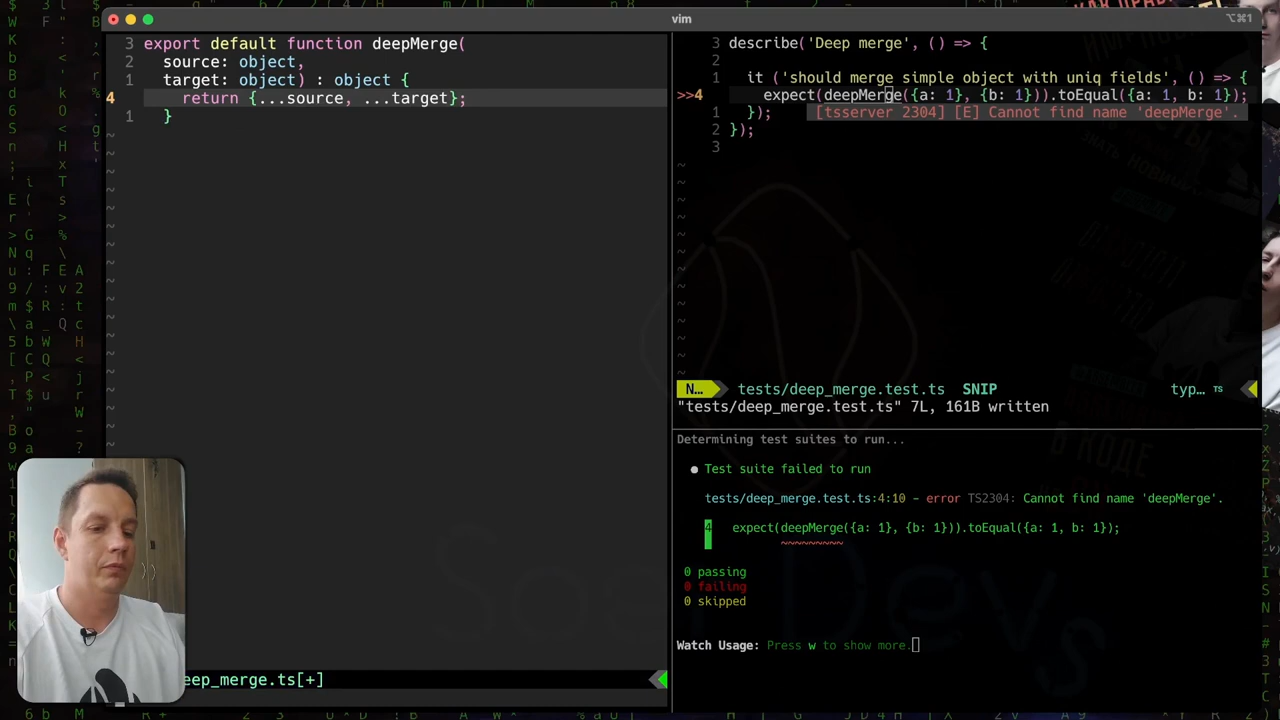 vim
⌥⌘1
3 export default function deepMerge(
2 source: object,
1 target: object) : object {
4 return {...source, ...target};
1 }
eep_merge.ts[+]
3 describe('Deep merge', () => {
2
1 it ('should merge simple object with uniq fields', () => {
>>4 expect(deepMerge({a: 1}, {b: 1})).toEqual({a: 1, b: 1});
1 }); [tsserver 2304] [E] Cannot find name 'deepMerge'.
2 });
3
N… tests/deep_merge.test.ts SNIP typ… TS
"tests/deep_merge.test.ts" 7L, 161B written
Determining test suites to run...
● Test suite failed to run
tests/deep_merge.test.ts:4:10 - error TS2304: Cannot find name 'deepMerge'.
4 expect(deepMerge({a: 1}, {b: 1})).toEqual({a: 1, b: 1});
~~~~~~~~~
0 passing
0 failing
0 skipped
Watch Usage: Press w to show more.